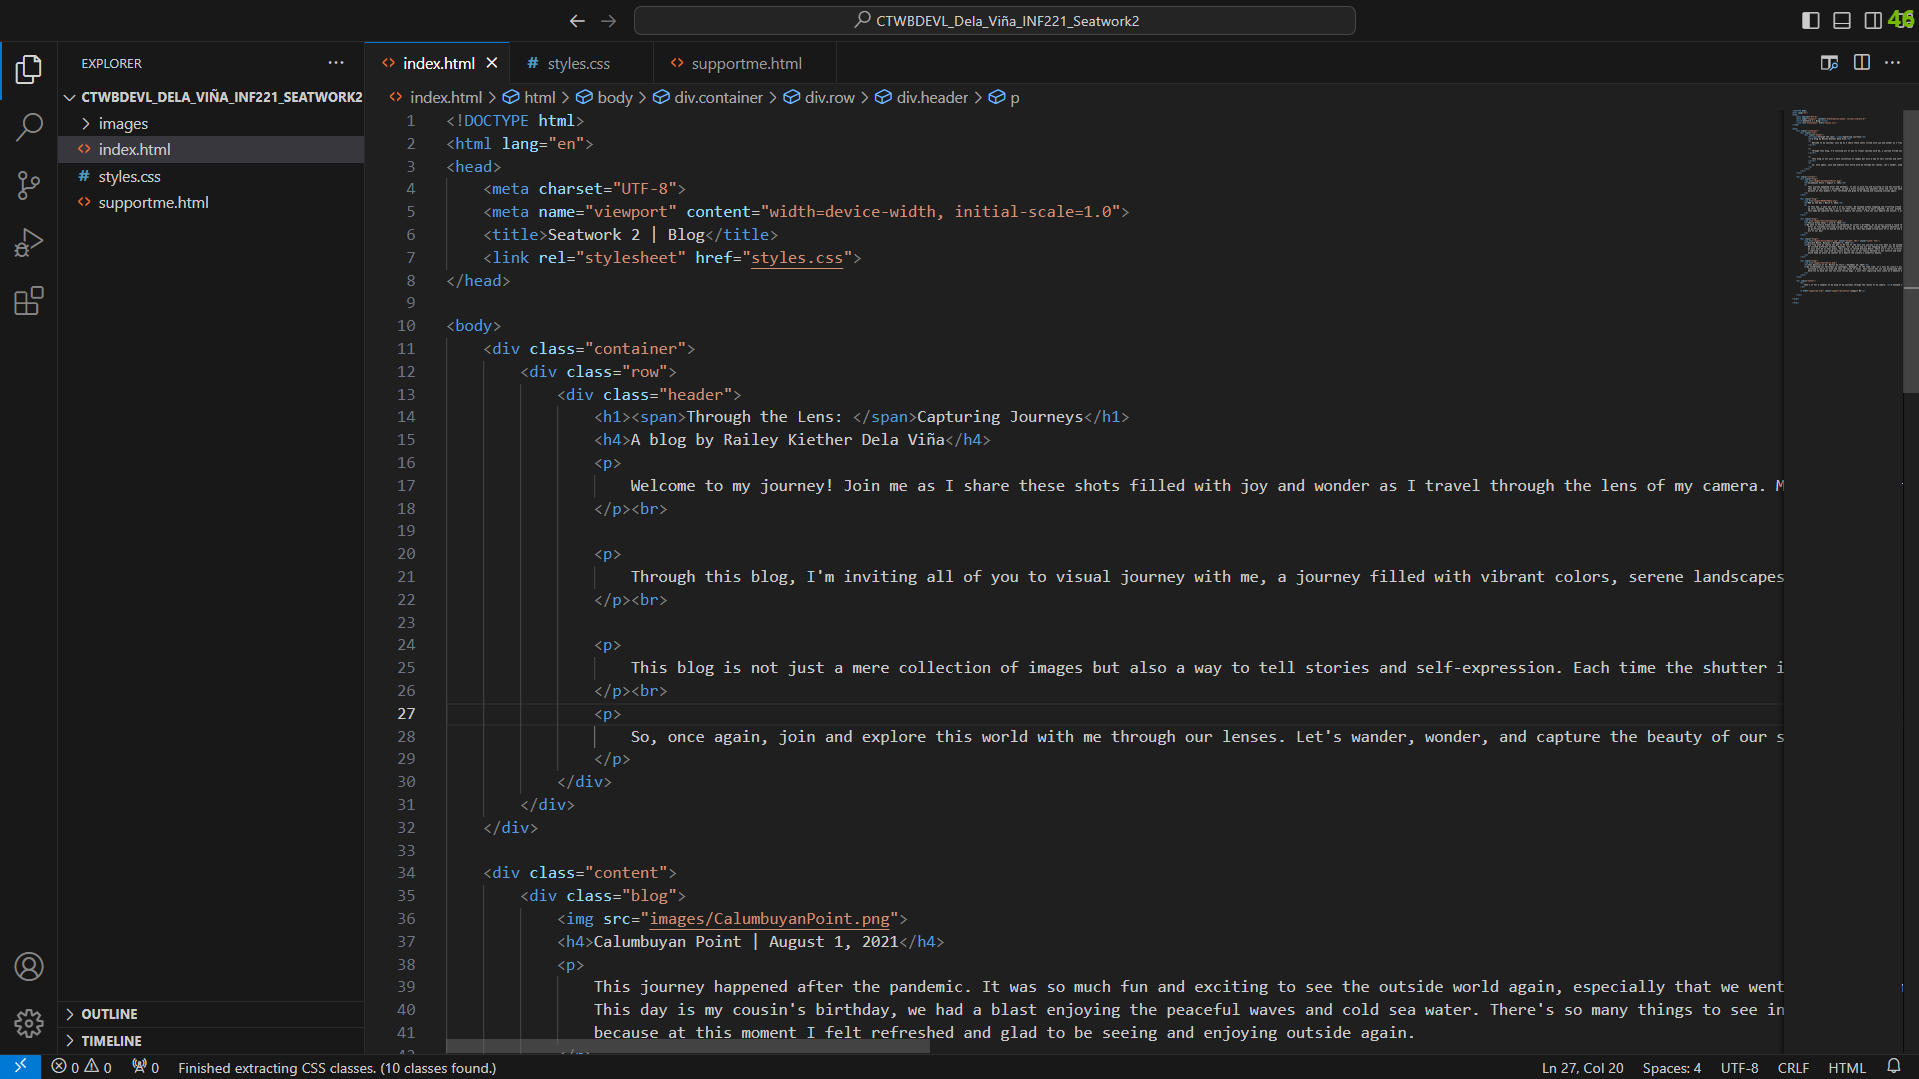 CTWBDEVL_Dela_Viña_INF221_Seatwork2
46
EXPLORER
index.html
styles.css
supportme.html
CTWBDEVL_DELA_VIÑA_INF221_SEATWORK2
images
index.html
styles.css
supportme.html
index.html > html > body > div.container > div.row > div.header > p
1 <!DOCTYPE html>
2 <html lang="en">
3 <head>
4     <meta charset="UTF-8">
5     <meta name="viewport" content="width=device-width, initial-scale=1.0">
6     <title>Seatwork 2 | Blog</title>
7     <link rel="stylesheet" href="styles.css">
8 </head>
9
10 <body>
11     <div class="container">
12         <div class="row">
13             <div class="header">
14                 <h1><span>Through the Lens: </span>Capturing Journeys</h1>
15                 <h4>A blog by Railey Kiether Dela Viña</h4>
16                 <p>
17                     Welcome to my journey! Join me as I share these shots filled with joy and wonder as I travel through the lens of my camera. M
18                 </p><br>
19
20                 <p>
21                     Through this blog, I'm inviting all of you to visual journey with me, a journey filled with vibrant colors, serene landscapes
22                 </p><br>
23
24                 <p>
25                     This blog is not just a mere collection of images but also a way to tell stories and self-expression. Each time the shutter i
26                 </p><br>
27                 <p>
28                     So, once again, join and explore this world with me through our lenses. Let's wander, wonder, and capture the beauty of our s
29                 </p>
30             </div>
31         </div>
32     </div>
33
34     <div class="content">
35         <div class="blog">
36             <img src="images/CalumbuyanPoint.png">
37             <h4>Calumbuyan Point | August 1, 2021</h4>
38             <p>
39                 This journey happened after the pandemic. It was so much fun and exciting to see the outside world again, especially that we went
40                 This day is my cousin's birthday, we had a blast enjoying the peaceful waves and cold sea water. There's so many things to see in
41                 because at this moment I felt refreshed and glad to be seeing and enjoying outside again.
OUTLINE
TIMELINE
0 0 0 Finished extracting CSS classes. (10 classes found.)
Ln 27, Col 20 Spaces: 4 UTF-8 CRLF HTML